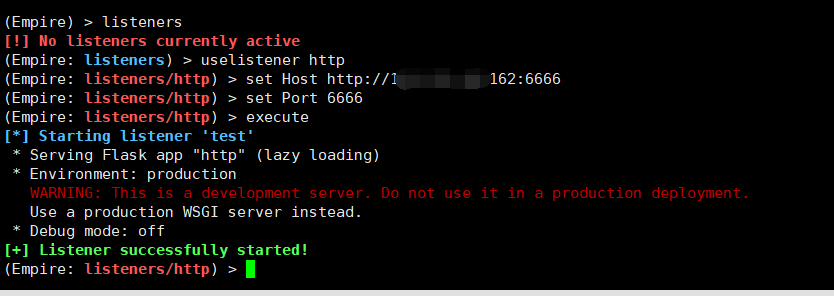 (Empire) > listeners
[!] No listeners currently active
(Empire: listeners) > uselistener http
(Empire: listeners/http) > set Host http://1 162:6666
(Empire: listeners/http) > set Port 6666
(Empire: listeners/http) > execute
[*] Starting listener 'test'
* Serving Flask app "http" (lazy loading)
* Environment: production
WARNING: This is a development server. Do not use it in a production deployment.
Use a production WSGI server instead.
* Debug mode: off
[+] Listener successfully started!
(Empire: listeners/http) >